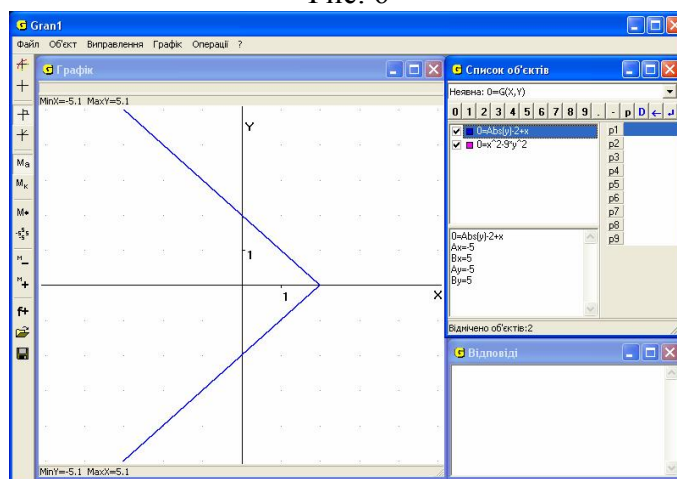 Рис. 6
Gran1
Файл Об'єкт Виправлення Графік Операції ?
Графік
MinX=-5.1 MaxY=5.1
Y
1
1
X
MinY=-5.1 MaxX=5.1
Ma
Мк
M*
M
M
f+
Список об'єктів
Неявна: 0=G(X,Y)
0 1 2 3 4 5 6 7 8 9 . - p D
0=Abs(y)-2+x
0=x^2-9*y^2
p1
p2
p3
p4
p5
p6
p7
p8
p9
0=Abs(y)-2+x
Ax=-5
Bx=5
Ay=-5
By=5
Відмічено об'єктів:2
Відповіді